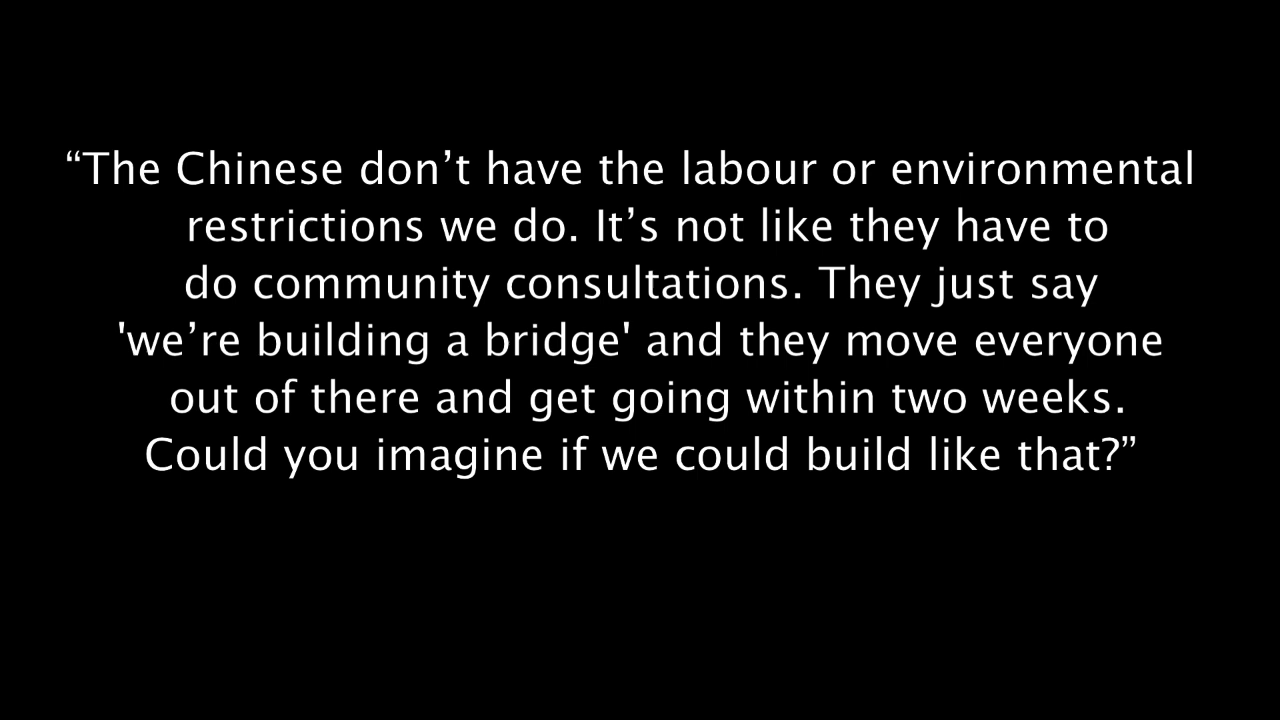 “The Chinese don’t have the labour or environmental
restrictions we do. It’s not like they have to
do community consultations. They just say
'we’re building a bridge' and they move everyone
out of there and get going within two weeks.
Could you imagine if we could build like that?”